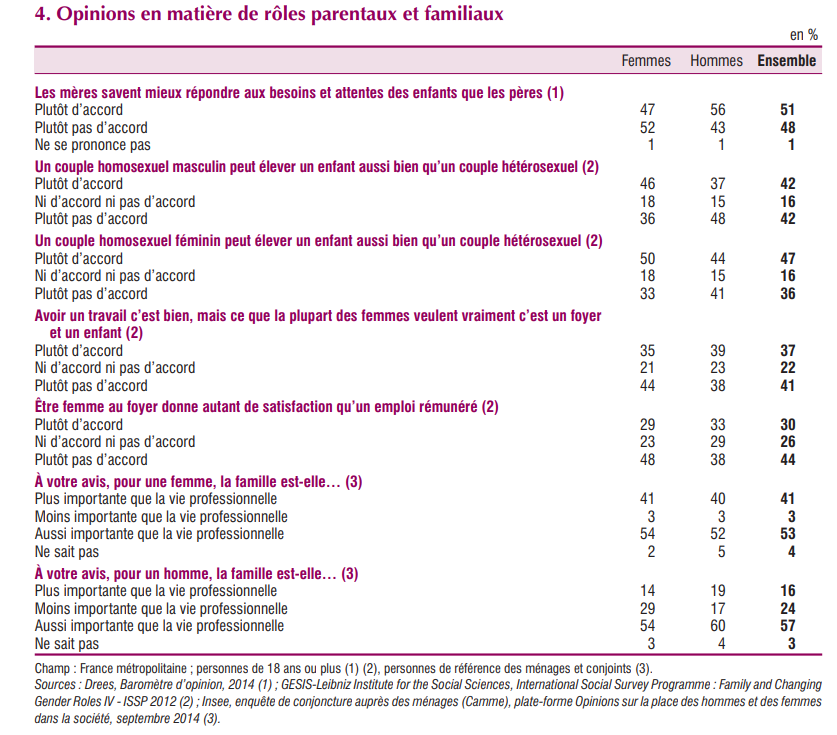 4. Opinions en matière de rôles parentaux et familiaux
en %
Femmes Hommes Ensemble
Les mères savent mieux répondre aux besoins et attentes des enfants que les pères (1)
Plutôt d’accord 47 56 51
Plutôt pas d’accord 52 43 48
Ne se prononce pas 1 1 1
Un couple homosexuel masculin peut élever un enfant aussi bien qu’un couple hétérosexuel (2)
Plutôt d’accord 46 37 42
Ni d’accord ni pas d’accord 18 15 16
Plutôt pas d’accord 36 48 42
Un couple homosexuel féminin peut élever un enfant aussi bien qu’un couple hétérosexuel (2)
Plutôt d’accord 50 44 47
Ni d’accord ni pas d’accord 18 15 16
Plutôt pas d’accord 33 41 36
Avoir un travail c’est bien, mais ce que la plupart des femmes veulent vraiment c’est un foyer
et un enfant (2)
Plutôt d’accord 35 39 37
Ni d’accord ni pas d’accord 21 23 22
Plutôt pas d’accord 44 38 41
Être femme au foyer donne autant de satisfaction qu’un emploi rémunéré (2)
Plutôt d’accord 29 33 30
Ni d’accord ni pas d’accord 23 29 26
Plutôt pas d’accord 48 38 44
À votre avis, pour une femme, la famille est-elle… (3)
Plus importante que la vie professionnelle 41 40 41
Moins importante que la vie professionnelle 3 3 3
Aussi importante que la vie professionnelle 54 52 53
Ne sait pas 2 5 4
À votre avis, pour un homme, la famille est-elle… (3)
Plus importante que la vie professionnelle 14 19 16
Moins importante que la vie professionnelle 29 17 24
Aussi importante que la vie professionnelle 54 60 57
Ne sait pas 3 4 3
Champ : France métropolitaine ; personnes de 18 ans ou plus (1) (2), personnes de référence des ménages et conjoints (3).
Sources : Drees, Baromètre d’opinion, 2014 (1) ; GESIS-Leibniz Institute for the Social Sciences, International Social Survey Programme : Family and Changing
Gender Roles IV - ISSP 2012 (2) ; Insee, enquête de conjoncture auprès des ménages (Camme), plate-forme Opinions sur la place des hommes et des femmes
dans la société, septembre 2014 (3).